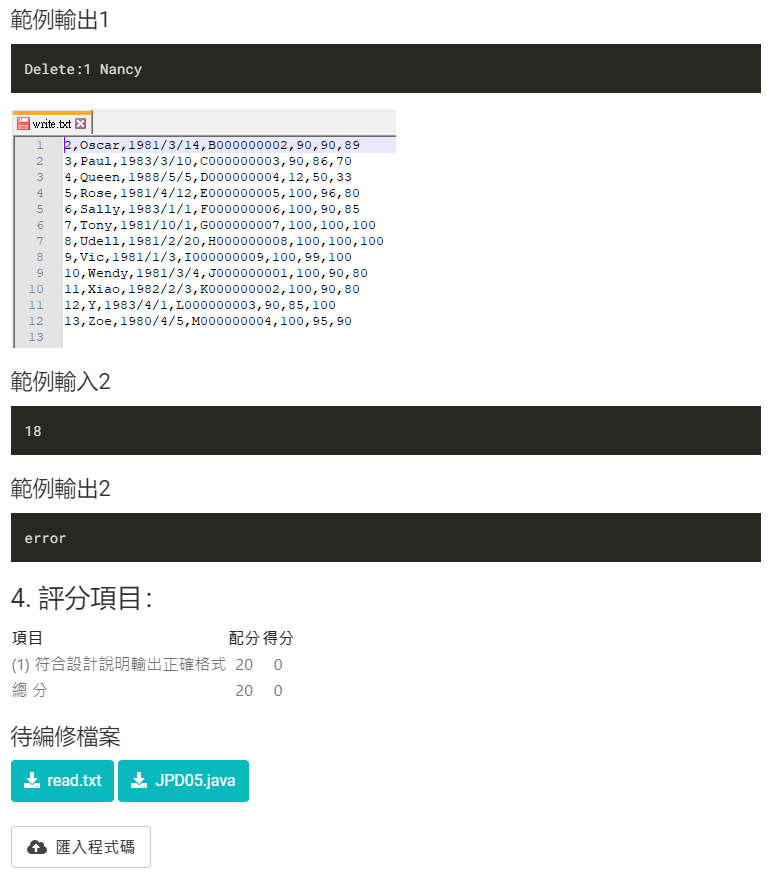 範例輸出1
Delete:1 Nancy
write.txt
1 2,Oscar,1981/3/14,B000000002,90,90,89
2 3,Paul,1983/3/10,C000000003,90,86,70
3 4,Queen,1988/5/5,D000000004,12,50,33
4 5,Rose,1981/4/12,E000000005,100,96,80
5 6,Sally,1983/1/1,F000000006,100,90,85
6 7,Tony,1981/10/1,G000000007,100,100,100
7 8,Udell,1981/2/20,H000000008,100,100,100
8 9,Vic,1981/1/3,I000000009,100,99,100
9 10,Wendy,1981/3/4,J000000001,100,90,80
10 11,Xiao,1982/2/3,K000000002,100,90,80
11 12,Y,1983/4/1,L000000003,90,85,100
12 13,Zoe,1980/4/5,M000000004,100,95,90
13
範例輸入2
18
範例輸出2
error
4. 評分項目：
項目 配分 得分
(1) 符合設計說明輸出正確格式 20 0
總 分 20 0
待編修檔案
read.txt JPD05.java
匯入程式碼